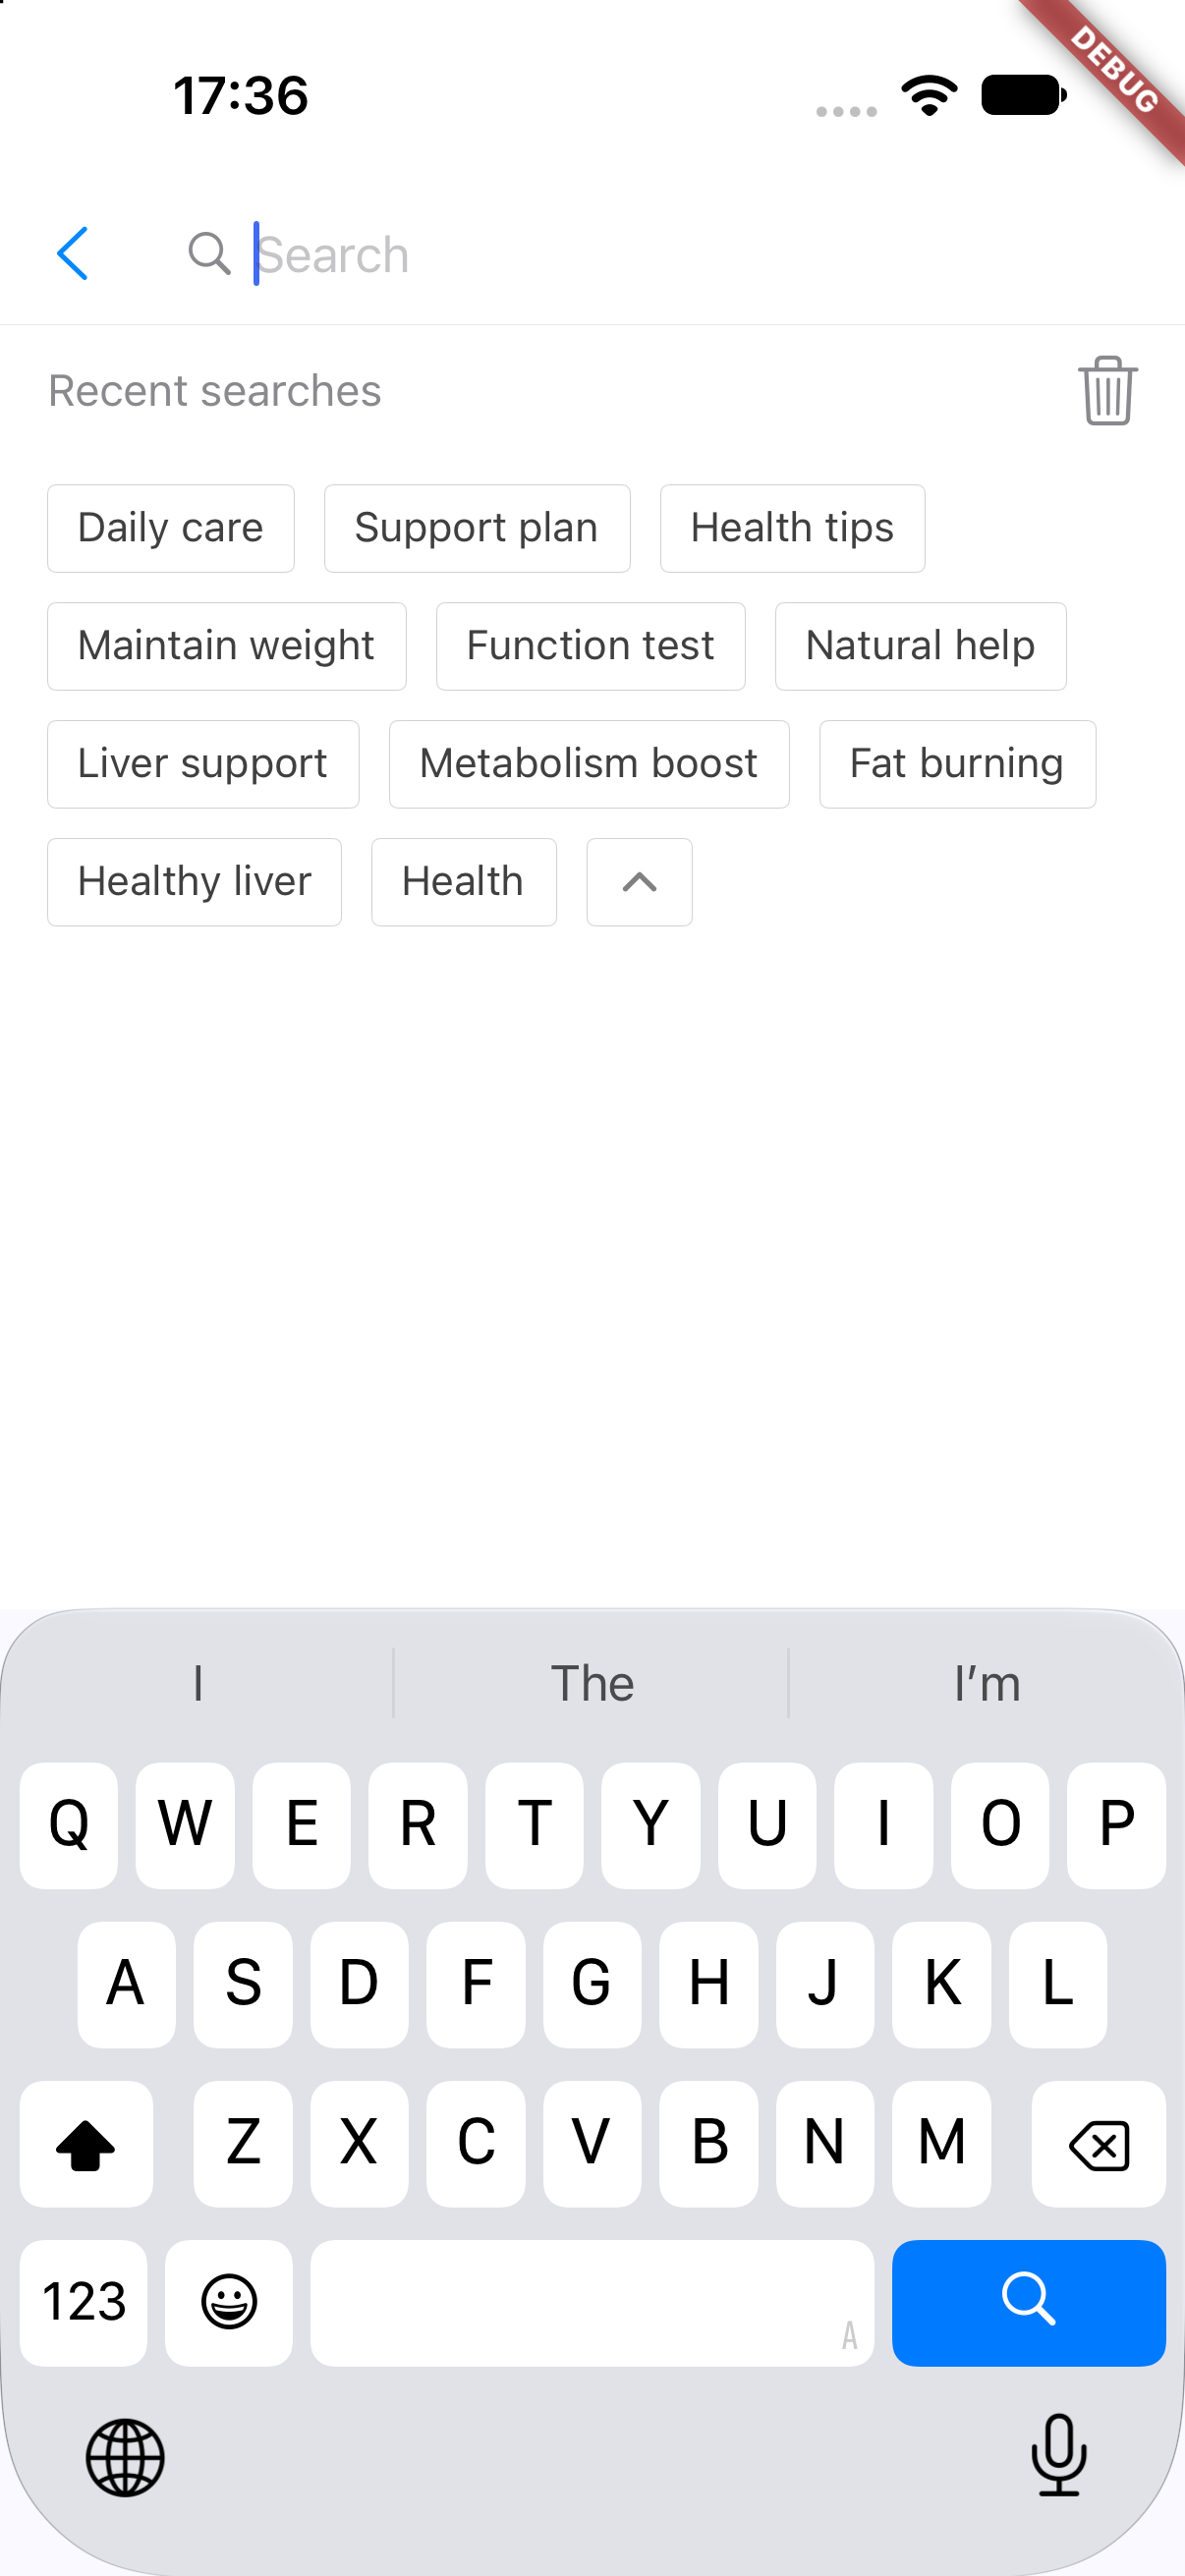 17:36
DEBUG
Search
Recent searches
Daily care Support plan Health tips
Maintain weight Function test Natural help
Liver support Metabolism boost Fat burning
Healthy liver Health
I The I’m
Q W E R T Y U I O P
A S D F G H J K L
Z X C V B N M
123
A